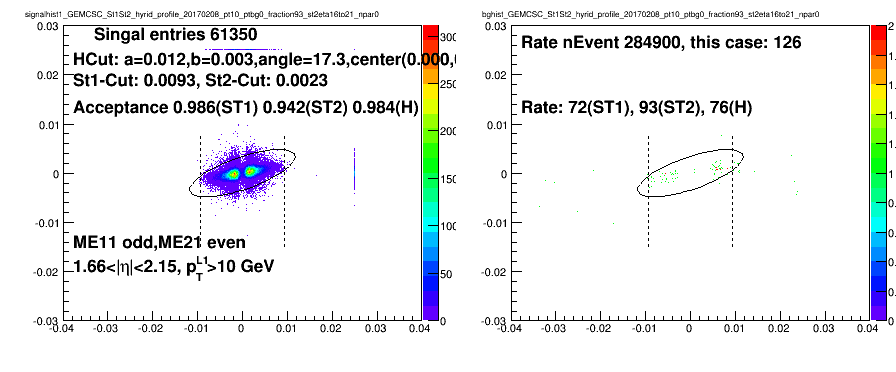 signalhist1_GEMCSC_St1St2_hyrid_profile_20170208_pt10_ptbg0_fraction93_st2eta16to21_npar0
Singal entries 61350
HCut: a=0.012,b=0.003,angle=17.3,center(0.000,0
St1-Cut: 0.0093, St2-Cut: 0.0023
Acceptance 0.986(ST1) 0.942(ST2) 0.984(H)
ME11 odd,ME21 even
1.66<|η|<2.15, p_T^L1>10 GeV
0.03
0.02
0.01
0
-0.01
-0.02
-0.03
-0.04 -0.03 -0.02 -0.01 0 0.01 0.02 0.03 0.04
300
250
200
150
100
50
0
bghist_GEMCSC_St1St2_hyrid_profile_20170208_pt10_ptbg0_fraction93_st2eta16to21_npar0
Rate nEvent 284900, this case: 126
Rate: 72(ST1), 93(ST2), 76(H)
0.03
0.02
0.01
0
-0.01
-0.02
-0.03
-0.04 -0.03 -0.02 -0.01 0 0.01 0.02 0.03 0.04